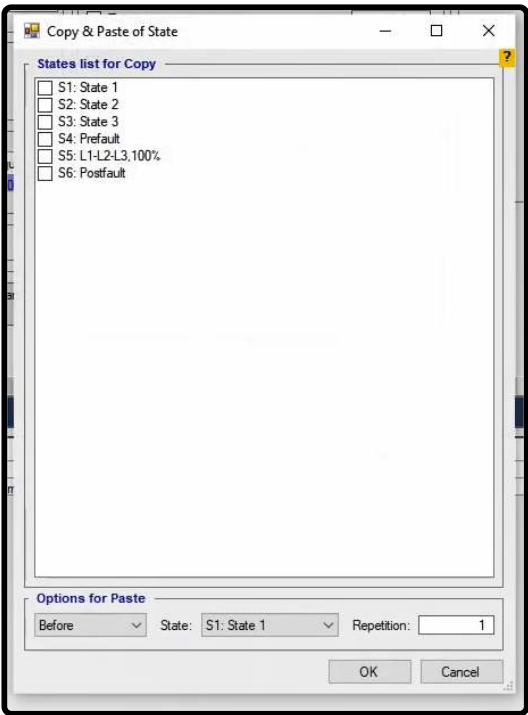 Copy & Paste of State
?
States list for Copy
S1: State 1
S2: State 2
S3: State 3
S4: Prefault
S5: L1-L2-L3,100%
S6: Postfault
Options for Paste
Before State: S1: State 1 Repetition: 1
OK Cancel